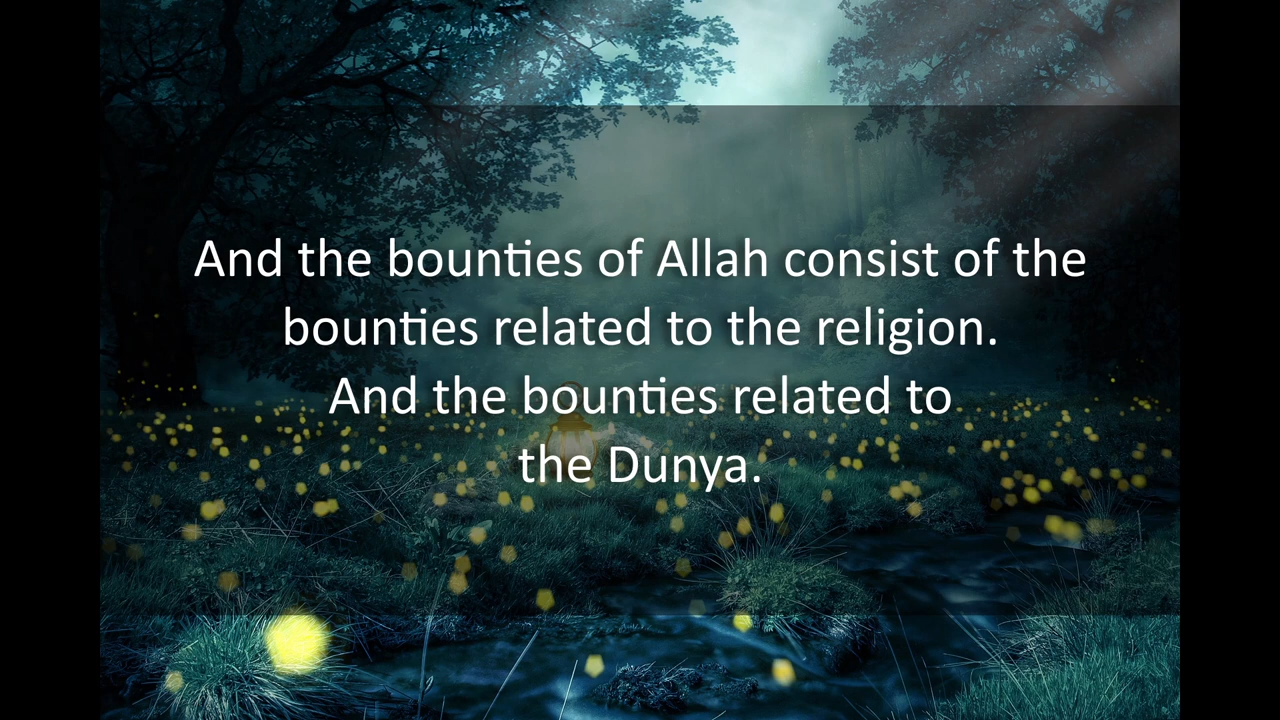 And the bounties of Allah consist of the
bounties related to the religion.
And the bounties related to
the Dunya.